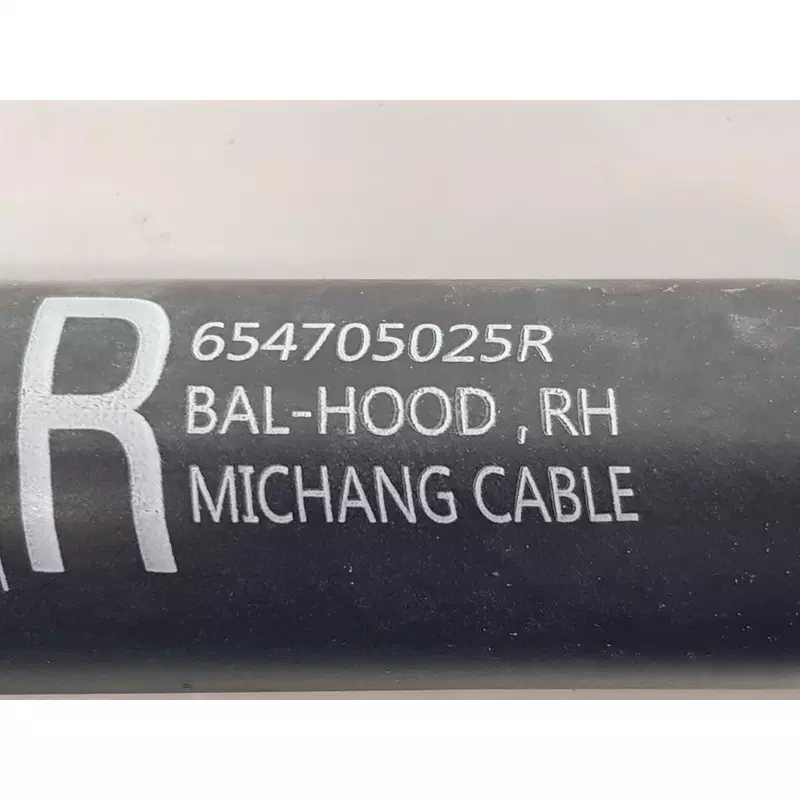 R
654705025R
BAL-HOOD , RH
MICHANG CABLE